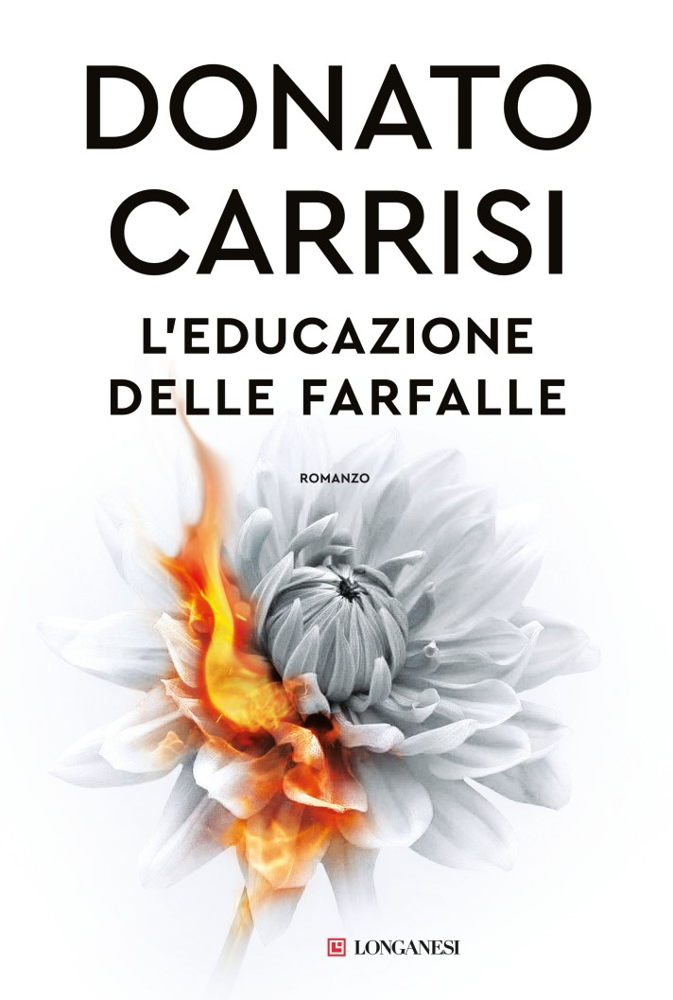 DONATO
CARRISI
L'EDUCAZIONE
DELLE FARFALLE
ROMANZO
LONGANESI